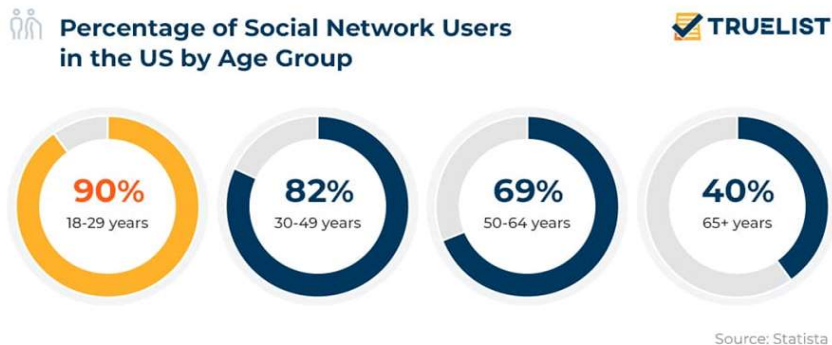 Percentage of Social Network Users
in the US by Age Group
TRUELIST
90%
18-29 years
82%
30-49 years
69%
50-64 years
40%
65+ years
Source: Statista